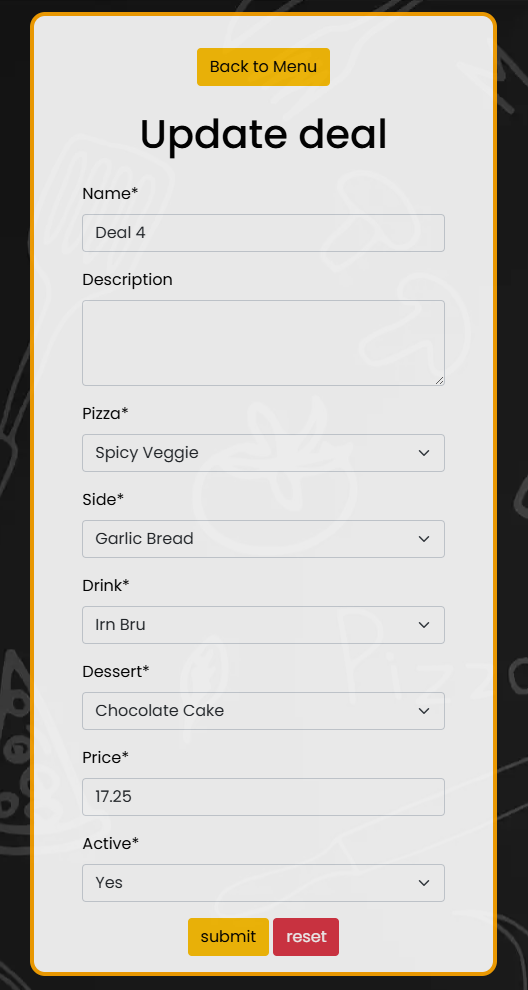 Back to Menu
Update deal
Name*
Deal 4
Description
Pizza*
Spicy Veggie
Side*
Garlic Bread
Drink*
Irn Bru
Dessert*
Chocolate Cake
Price*
17.25
Active*
Yes
submit reset